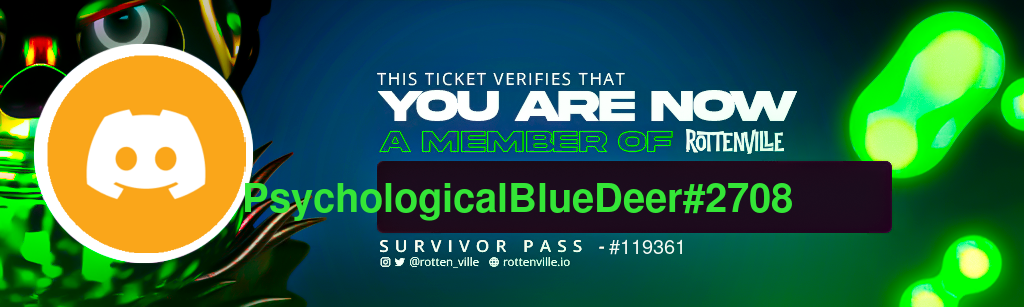 THIS TICKET VERIFIES THAT
YOU ARE NOW
A MEMBER OF ROTTENVILLE
PsychologicalBlueDeer#2708
SURVIVOR PASS - #119361
@rotten_ville rottenville.io